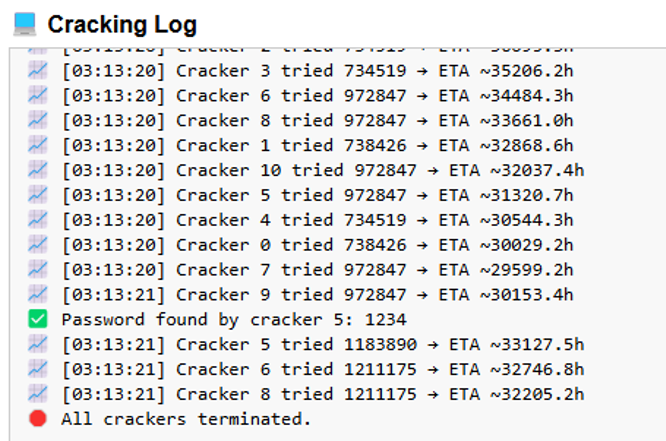 Cracking Log
[03:13:20] Cracker 3 tried 734519 → ETA ~35206.2h
[03:13:20] Cracker 6 tried 972847 → ETA ~34484.3h
[03:13:20] Cracker 8 tried 972847 → ETA ~33661.0h
[03:13:20] Cracker 1 tried 738426 → ETA ~32868.6h
[03:13:20] Cracker 10 tried 972847 → ETA ~32037.4h
[03:13:20] Cracker 5 tried 972847 → ETA ~31320.7h
[03:13:20] Cracker 4 tried 734519 → ETA ~30544.3h
[03:13:20] Cracker 0 tried 738426 → ETA ~30029.2h
[03:13:20] Cracker 7 tried 972847 → ETA ~29599.2h
[03:13:21] Cracker 9 tried 972847 → ETA ~30153.4h
Password found by cracker 5: 1234
[03:13:21] Cracker 5 tried 1183890 → ETA ~33127.5h
[03:13:21] Cracker 6 tried 1211175 → ETA ~32746.8h
[03:13:21] Cracker 8 tried 1211175 → ETA ~32205.2h
All crackers terminated.